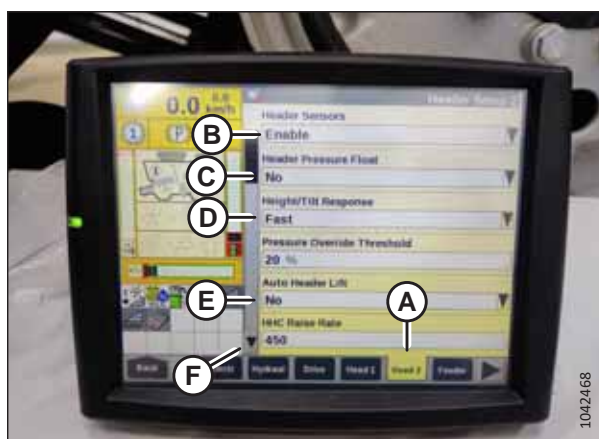 0.0
km/h
1
P
Header Setup 2
Header Sensors
Enable
Header Pressure Float
No
Height/Tilt Response
Fast
Pressure Override Threshold
20 %
Auto Header Lift
No
HHC Raise Rate
450
Back
Hydraul
Drive
Head 1
Head 2
Feeder
B
C
D
E
A
F
1042468